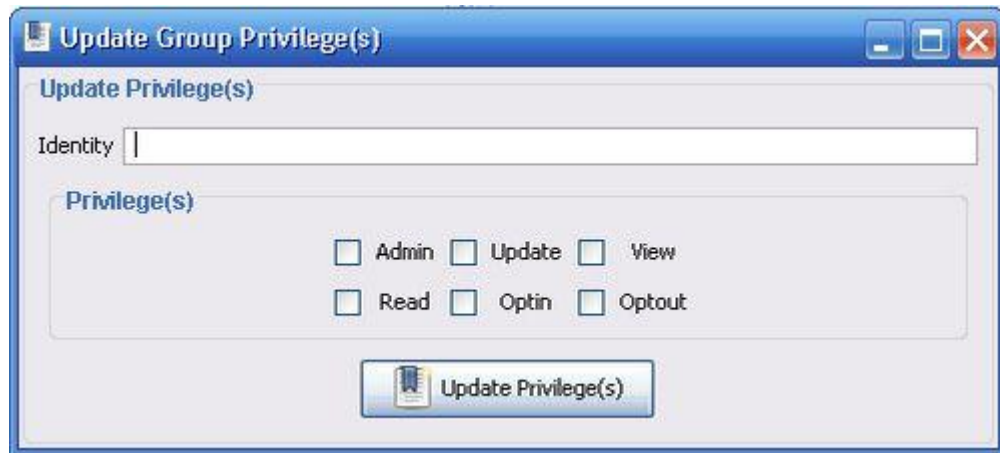 Update Group Privilege(s)
Update Privilege(s)
Identity
Privilege(s)
Admin Update View
Read Optin Optout
Update Privilege(s)